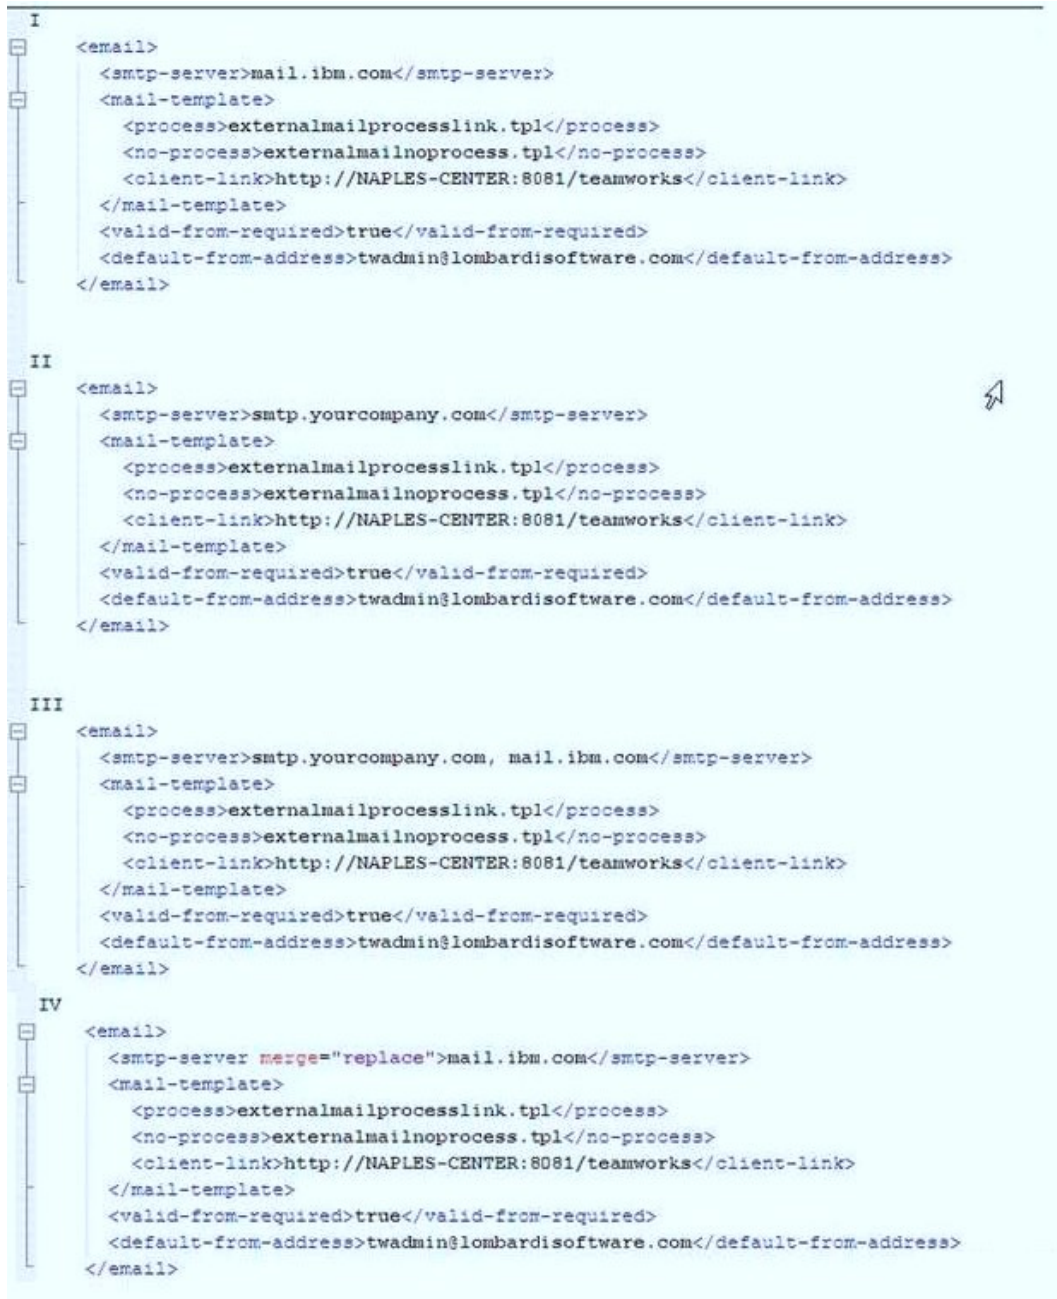 I
<email>
<smtp-server>mail.ibm.com</smtp-server>
<mail-template>
<process>externalmailprocesslink.tpl</process>
<no-process>externalmailnoprocess.tpl</no-process>
<client-link>http://NAPLES-CENTER:8081/teamworks</client-link>
</mail-template>
<valid-from-required>true</valid-from-required>
<default-from-address>twadmin@lombardisoftware.com</default-from-address>
</email>
II
<email>
<smtp-server>smtp.yourcompany.com</smtp-server>
<mail-template>
<process>externalmailprocesslink.tpl</process>
<no-process>externalmailnoprocess.tpl</no-process>
<client-link>http://NAPLES-CENTER:8081/teamworks</client-link>
</mail-template>
<valid-from-required>true</valid-from-required>
<default-from-address>twadmin@lombardisoftware.com</default-from-address>
</email>
III
<email>
<smtp-server>smtp.yourcompany.com, mail.ibm.com</smtp-server>
<mail-template>
<process>externalmailprocesslink.tpl</process>
<no-process>externalmailnoprocess.tpl</no-process>
<client-link>http://NAPLES-CENTER:8081/teamworks</client-link>
</mail-template>
<valid-from-required>true</valid-from-required>
<default-from-address>twadmin@lombardisoftware.com</default-from-address>
</email>
IV
<email>
<smtp-server merge="replace">mail.ibm.com</smtp-server>
<mail-template>
<process>externalmailprocesslink.tpl</process>
<no-process>externalmailnoprocess.tpl</no-process>
<client-link>http://NAPLES-CENTER:8081/teamworks</client-link>
</mail-template>
<valid-from-required>true</valid-from-required>
<default-from-address>twadmin@lombardisoftware.com</default-from-address>
</email>